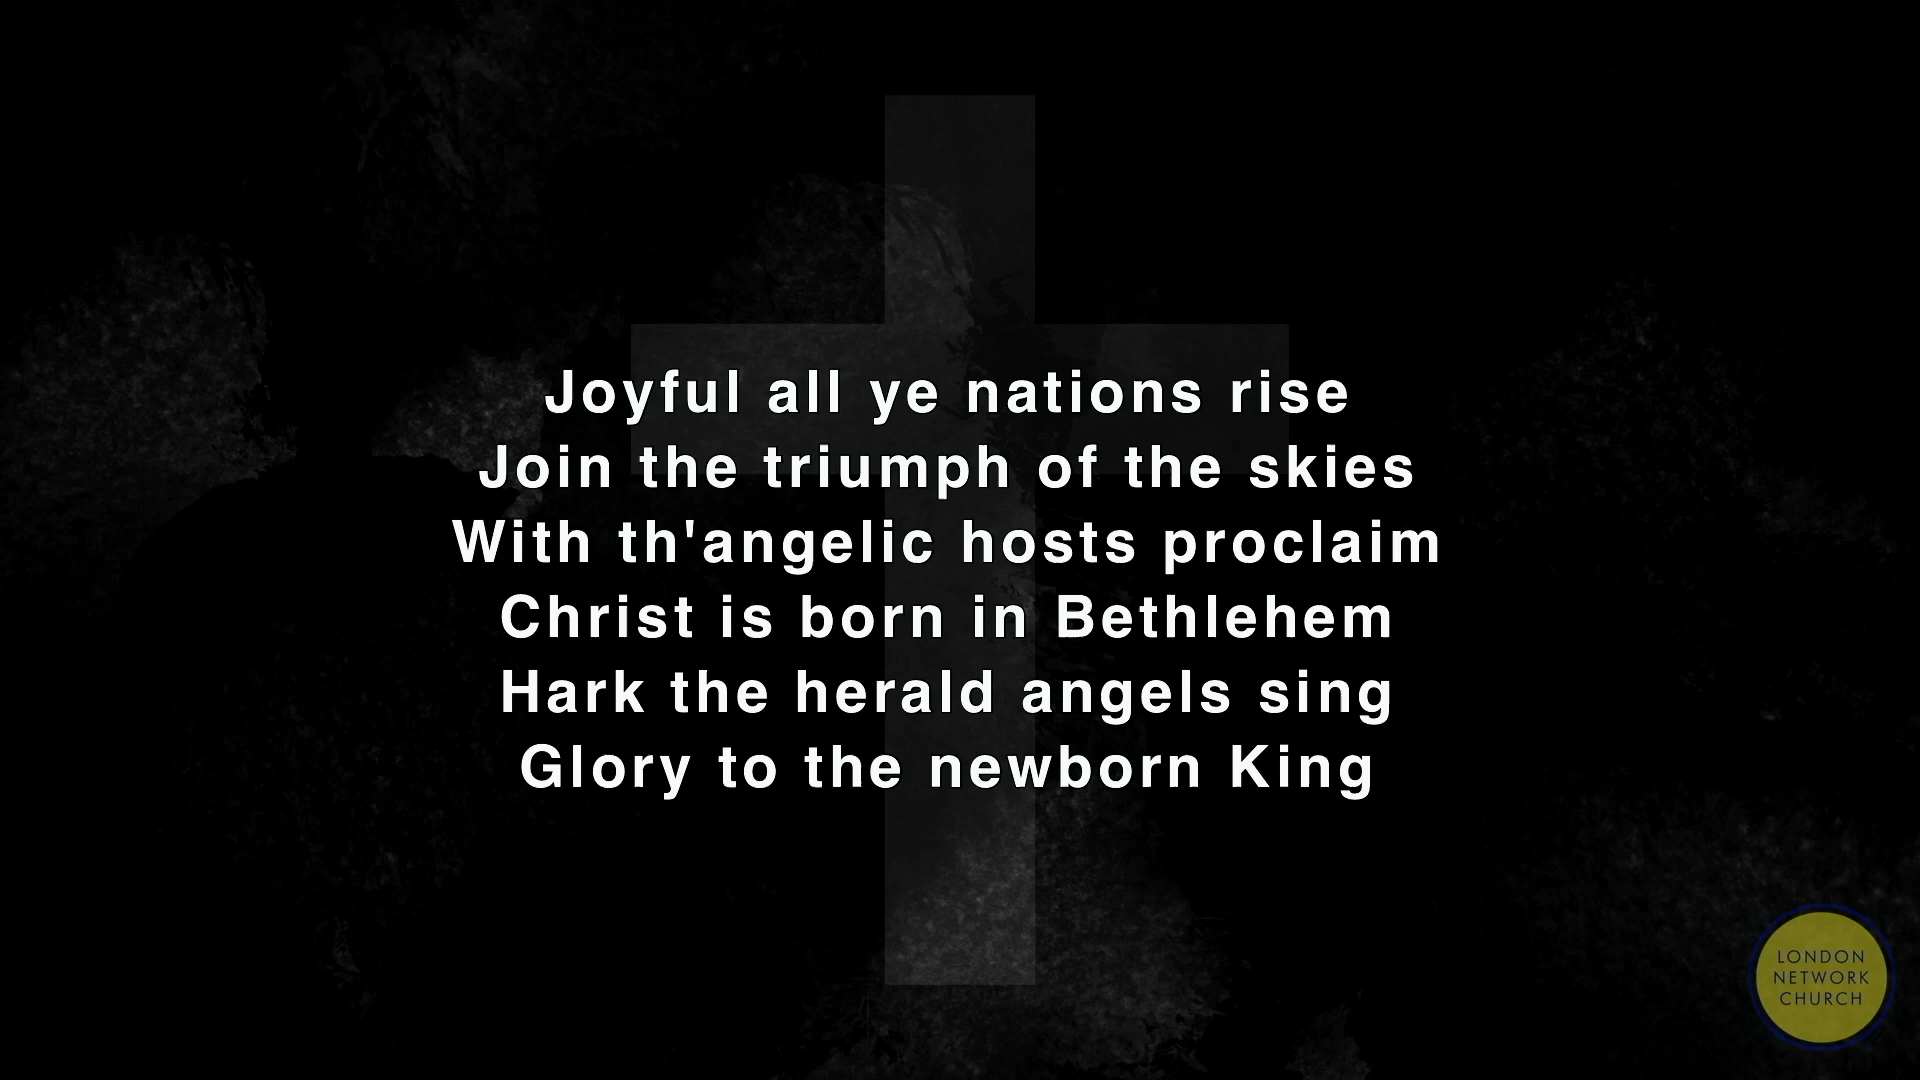 Joyful all ye nations rise
Join the triumph of the skies
With th'angelic hosts proclaim
Christ is born in Bethlehem
Hark the herald angels sing
Glory to the newborn King
LONDON
NETWORK
CHURCH